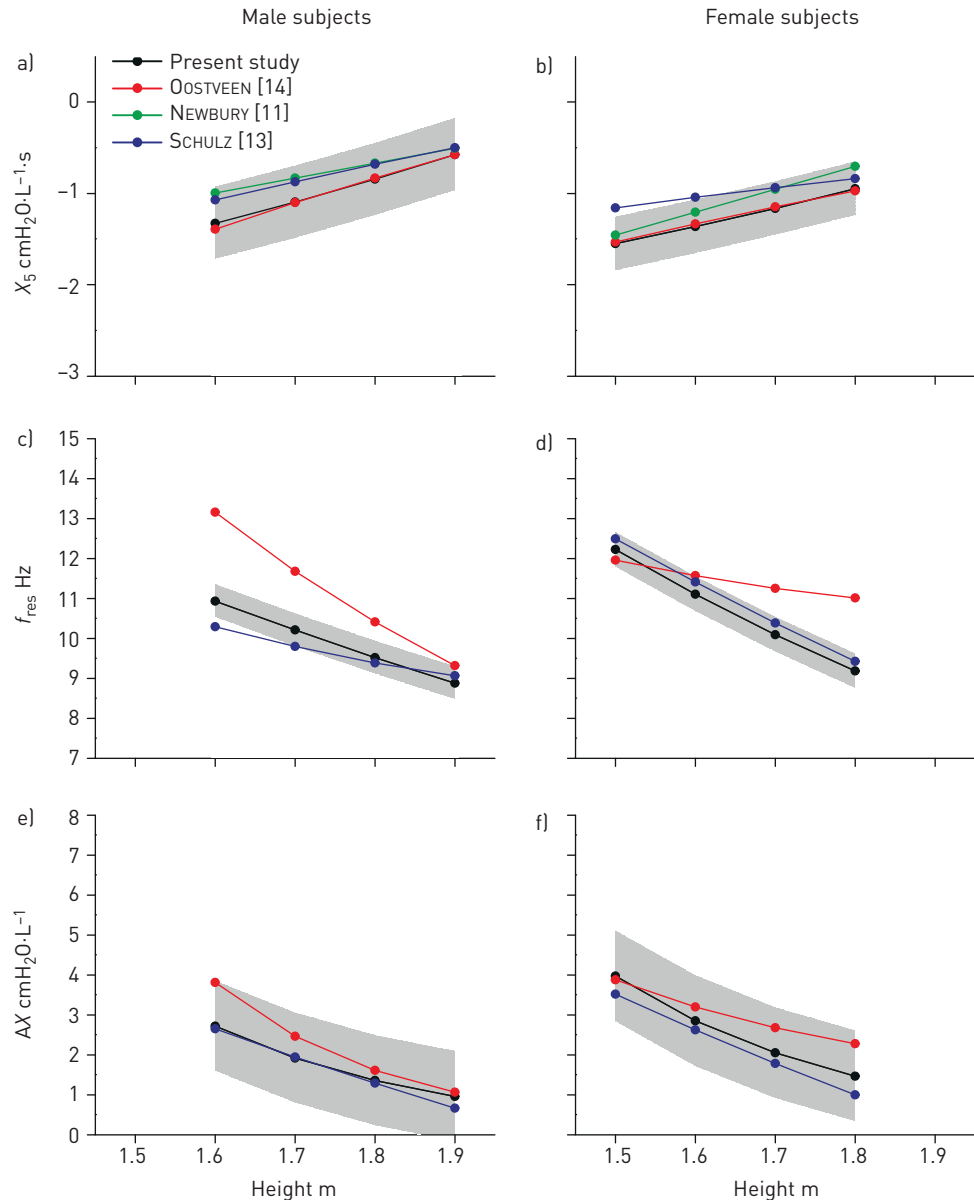 Male subjects
Female subjects
a)
Present study
OOSTVEEN [14]
NEWBURY [11]
SCHULZ [13]
0
–1
–2
–3
X5 cmH2O·L–1·s
b)
c)
15
14
13
12
11
10
9
8
7
fres Hz
d)
e)
8
7
6
5
4
3
2
1
0
AX cmH2O·L–1
f)
1.5 1.6 1.7 1.8 1.9
Height m
1.5 1.6 1.7 1.8 1.9
Height m